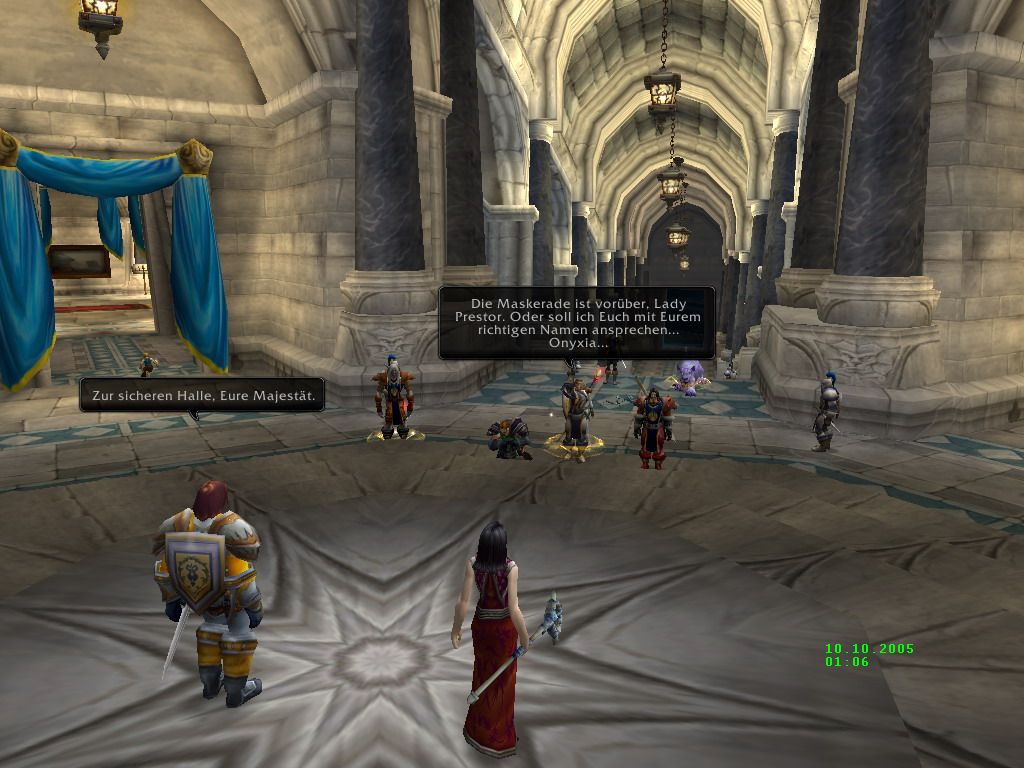 Die Maskerade ist vorüber, Lady
Prestor. Oder soll ich Euch mit Eurem
richtigen Namen ansprechen...
Onyxia...
Zur sicheren Halle, Eure Majestät.
10.10.2005
01:06